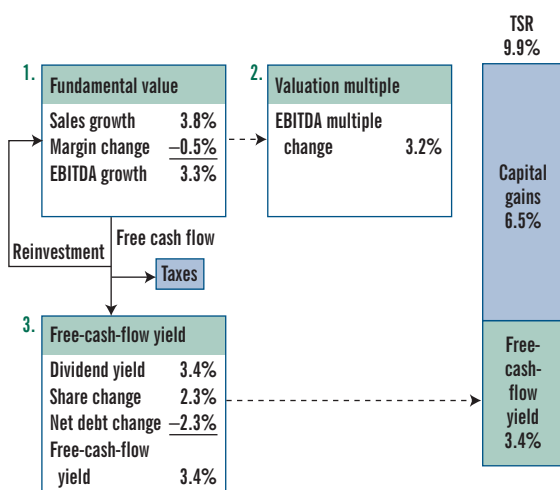 TSR
9.9%
1.
Fundamental value
Sales growth 3.8%
Margin change –0.5%
EBITDA growth 3.3%
2.
Valuation multiple
EBITDA multiple
change 3.2%
Capital
gains
6.5%
Reinvestment
Free cash flow
Taxes
3.
Free-cash-flow yield
Dividend yield 3.4%
Share change 2.3%
Net debt change –2.3%
Free-cash-flow
yield 3.4%
Free-
cash-
flow
yield
3.4%